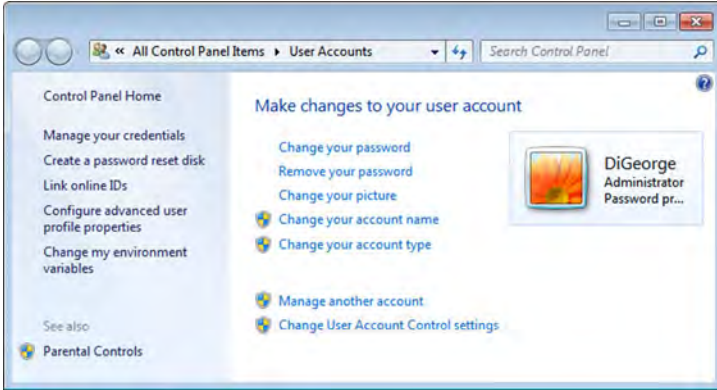 « All Control Panel Items ▸ User Accounts
Search Control Panel
Control Panel Home
Manage your credentials
Create a password reset disk
Link online IDs
Configure advanced user
profile properties
Change my environment
variables
See also
Parental Controls
Make changes to your user account
Change your password
Remove your password
Change your picture
Change your account name
Change your account type
Manage another account
Change User Account Control settings
DiGeorge
Administrator
Password pr...